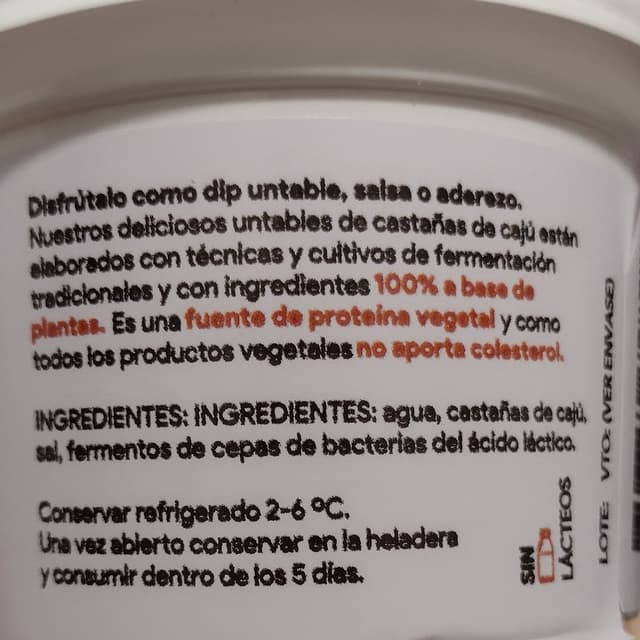 Disfrútalo como dip untable, salsa o aderezo.
Nuestros deliciosos untables de castañas de cajú están
elaborados con técnicas y cultivos de fermentación
tradicionales y con ingredientes 100% a base de
plantas. Es una fuente de proteína vegetal y como
todos los productos vegetales no aporta colesterol.
INGREDIENTES: INGREDIENTES: agua, castañas de cajú,
sal, fermentos de cepas de bacterias del ácido láctico.
Conservar refrigerado 2-6 ºC.
Una vez abierto conservar en la heladera
y consumir dentro de los 5 días.
SIN
LÁCTEOS
LOTE: VTO: (VER ENVASE)